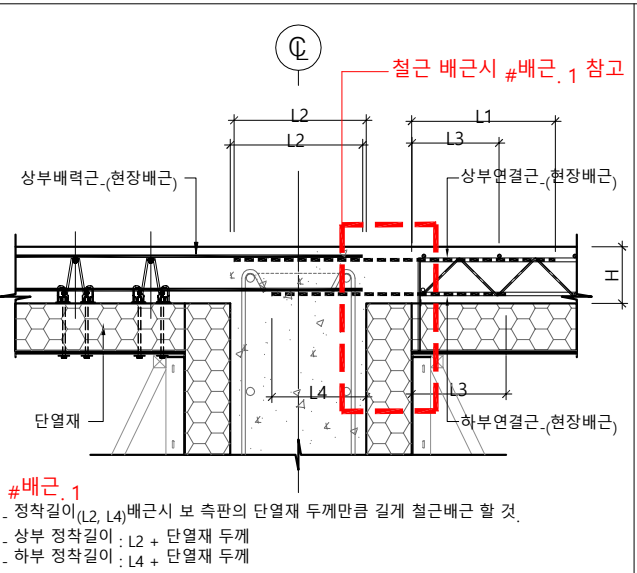 ℄
철근 배근시 #배근. 1 참고
L2
L1
L2
L3
상부배력근-(현장배근)
상부연결근-(현장배근)
H
L3
L4
단열재
하부연결근-(현장배근)
#배근. 1
- 정착길이(L2, L4)배근시 보 측판의 단열재 두께만큼 길게 철근배근 할 것.
- 상부 정착길이 : L2 + 단열재 두께
- 하부 정착길이 : L4 + 단열재 두께